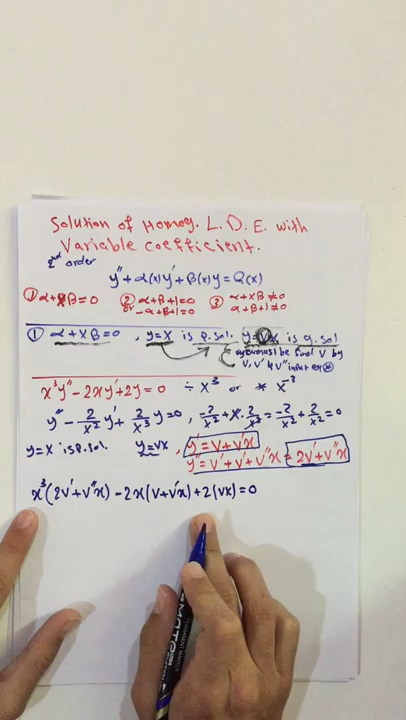 Solution of Homog. L.D.E. with
Variable coefficient.
2nd order
y" + α(x)y' + β(x)y = Q(x)
① α+xβ=0 ② α+β+1=0 ③ α+xβ≠0
or -α+β+1=0 α+β+1≠0
① α+xβ=0 , y=x is p.sol. y=vx is g.sol
must be find v by
v, v' & v" in
x³y" - 2xy' + 2y = 0 ÷ x³ or * x⁻³
y" - 2/x² y' + 2/x³ y = 0 , -2/x² + x · 2/x³ = -2/x² + 2/x² = 0
y=x is p.sol y=vx , y' = v + v'x
y" = v' + v' + v"x = 2v' + v"x
x³(2v' + v"x) - 2x(v + v'x) + 2(vx) = 0